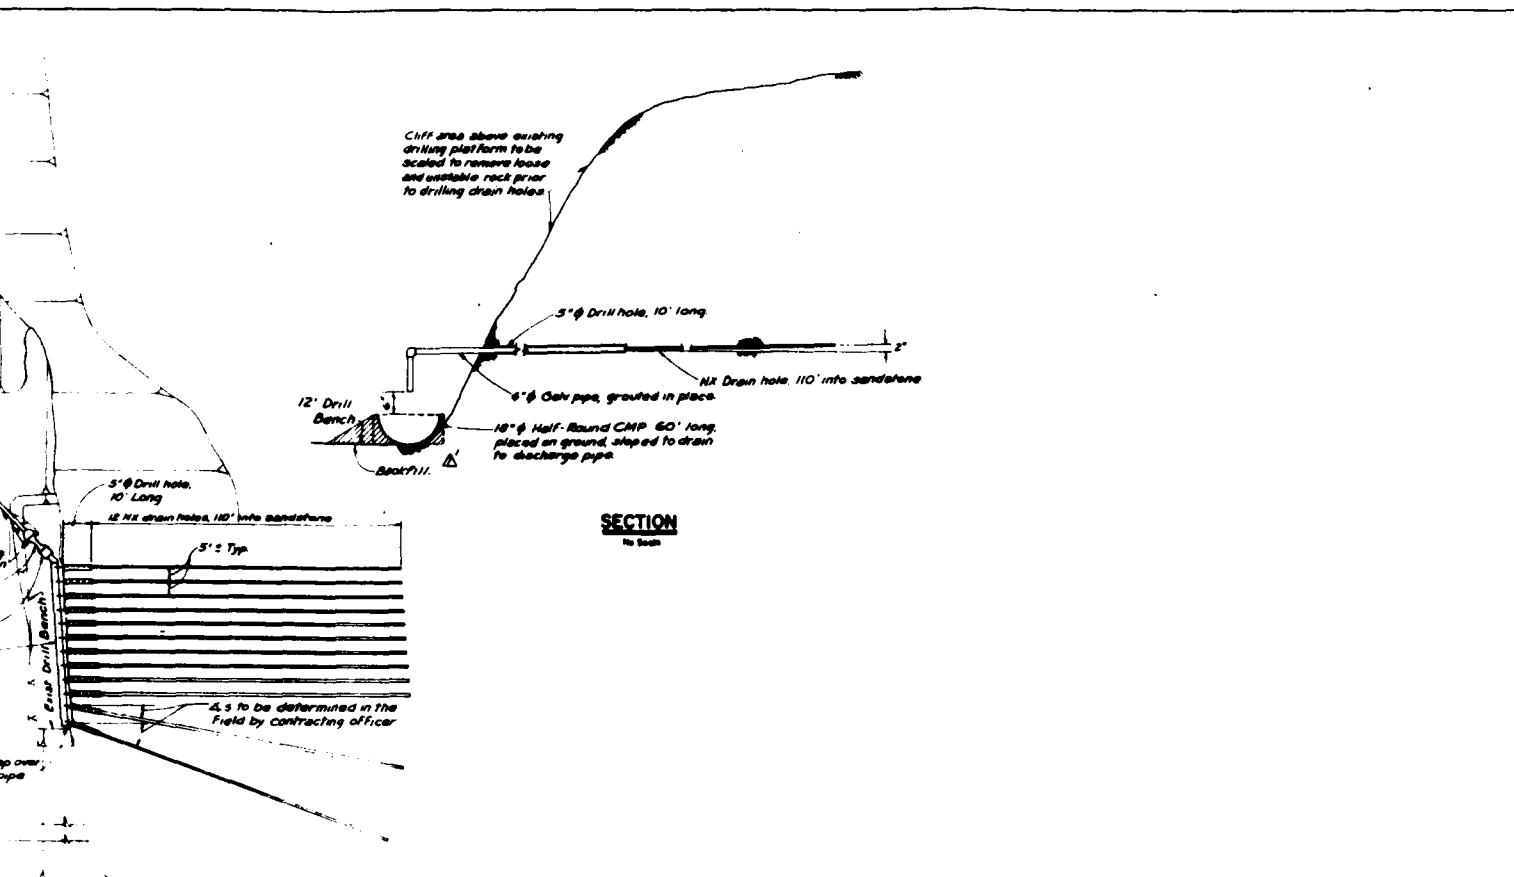 Cliff area above existing
drilling platform to be
scaled to remove loose
and unstable rock prior
to drilling drain holes.
5"ϕ Drill hole, 10' long.
2°
NX Drain hole, 110' into sandstone
4"ϕ Galv pipe, grouted in place.
12' Drill
Bench
18"ϕ Half-Round CMP 60' long,
placed on ground, sloped to drain
to discharge pipe.
Backfill.
5"ϕ Drill hole,
10' Long
12 NX drain holes, 110' into sandstone
SECTION
No Scale
5' ± Typ.
Exist Drill Bench
∆s to be determined in the
Field by contracting officer
over
pipe